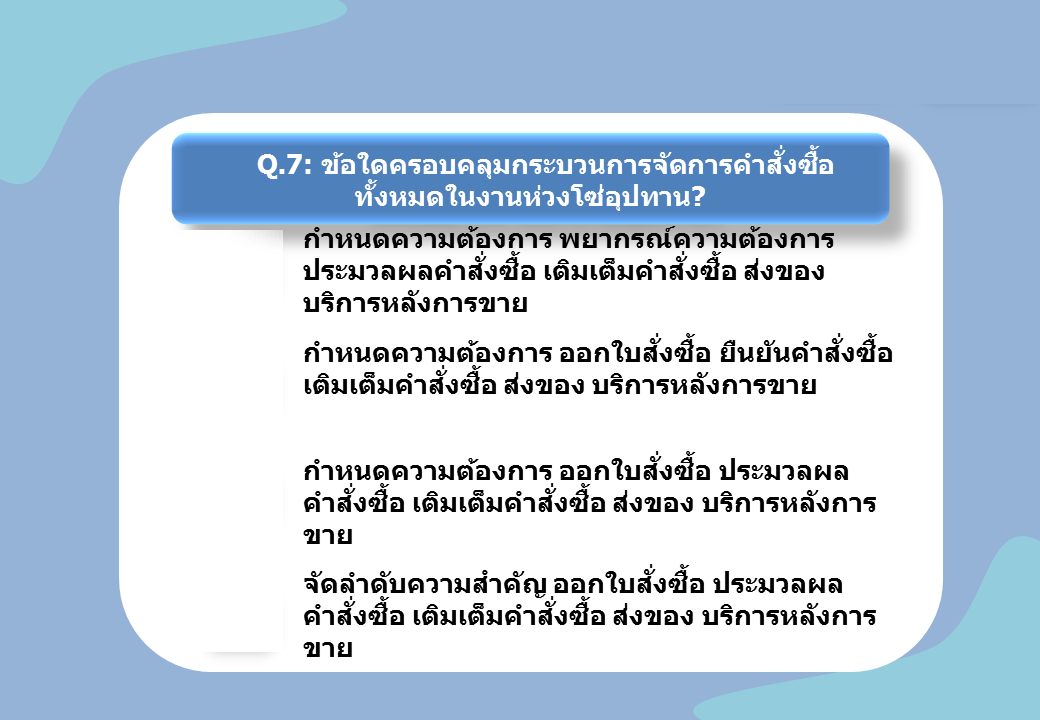 Q.7: ข้อใดครอบคลุมกระบวนการจัดการคำสั่งซื้อ
ทั้งหมดในงานห่วงโซ่อุปทาน?
กำหนดความต้องการ พยากรณ์ความต้องการ
ประมวลผลคำสั่งซื้อ เติมเต็มคำสั่งซื้อ ส่งของ
บริการหลังการขาย
กำหนดความต้องการ ออกใบสั่งซื้อ ยืนยันคำสั่งซื้อ
เติมเต็มคำสั่งซื้อ ส่งของ บริการหลังการขาย
กำหนดความต้องการ ออกใบสั่งซื้อ ประมวลผล
คำสั่งซื้อ เติมเต็มคำสั่งซื้อ ส่งของ บริการหลังการ
ขาย
จัดลำดับความสำคัญ ออกใบสั่งซื้อ ประมวลผล
คำสั่งซื้อ เติมเต็มคำสั่งซื้อ ส่งของ บริการหลังการ
ขาย